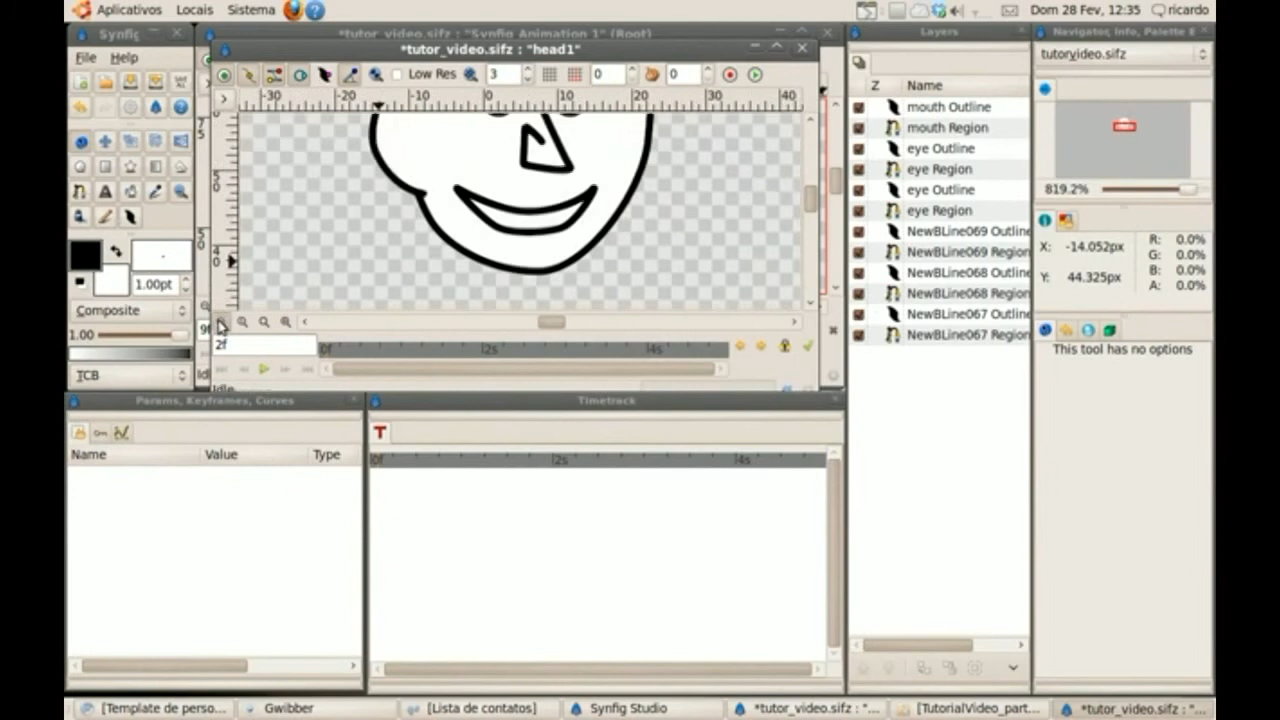 Aplicativos Locais Sistema Dom 28 Fev, 12:35 ricardo
Synfig
File Help
1.00pt
Composite
1.00
TCB
*tutor_video.sifz : "Synfig Animation 1" (Root)
*tutor_video.sifz : "head1"
Low Res 3 0 0
-30 -20 -10 0 10 20 30 40
2f
0f 2s 4s
Idle
Layers
Z Name
mouth Outline
mouth Region
eye Outline
eye Region
eye Outline
eye Region
NewBLine069 Outline
NewBLine069 Region
NewBLine068 Outline
NewBLine068 Region
NewBLine067 Outline
NewBLine067 Region
Navigator, Info, Palette E
819.2%
X: -14.052px
Y: 44.325px
R: 0.0%
G: 0.0%
B: 0.0%
A: 0.0%
This tool has no options
Params, Keyframes, Curves
Name Value Type
Timetrack
0f 2s 4s
[Template de perso... Gwibber [Lista de contatos] Synfig Studio *tutor_video.sifz : "... [TutorialVideo_part... *tutor_video.sifz : "...